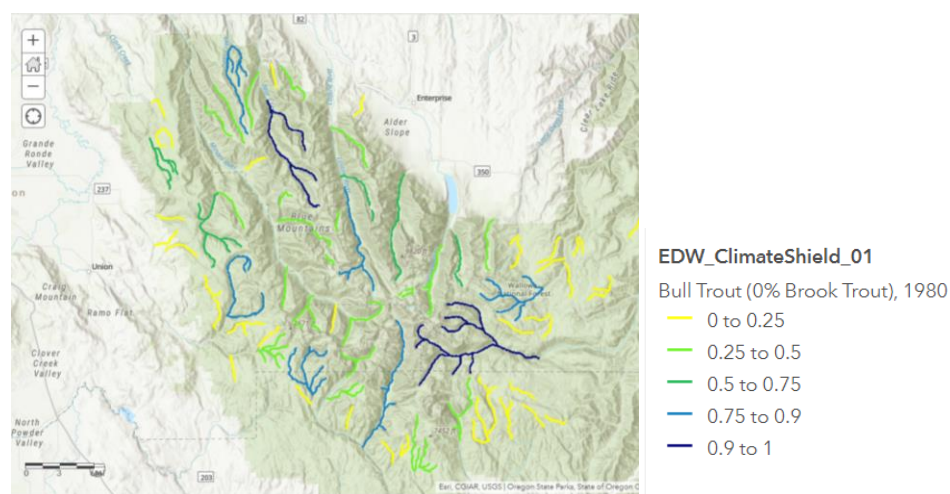 82
3
+
−
Enterprise
Alder
Slope
Grande
Ronde
Valley
350
237
on
Blue
Mountains
Union
Craig
Mountain
Ramo Flat
Clover
Creek
Valley
North
Powder
Valley
203
0
3
Esri, CGIAR, USGS | Oregon State Parks, State of Oregon G
EDW_ClimateShield_01
Bull Trout (0% Brook Trout), 1980
0 to 0.25
0.25 to 0.5
0.5 to 0.75
0.75 to 0.9
0.9 to 1